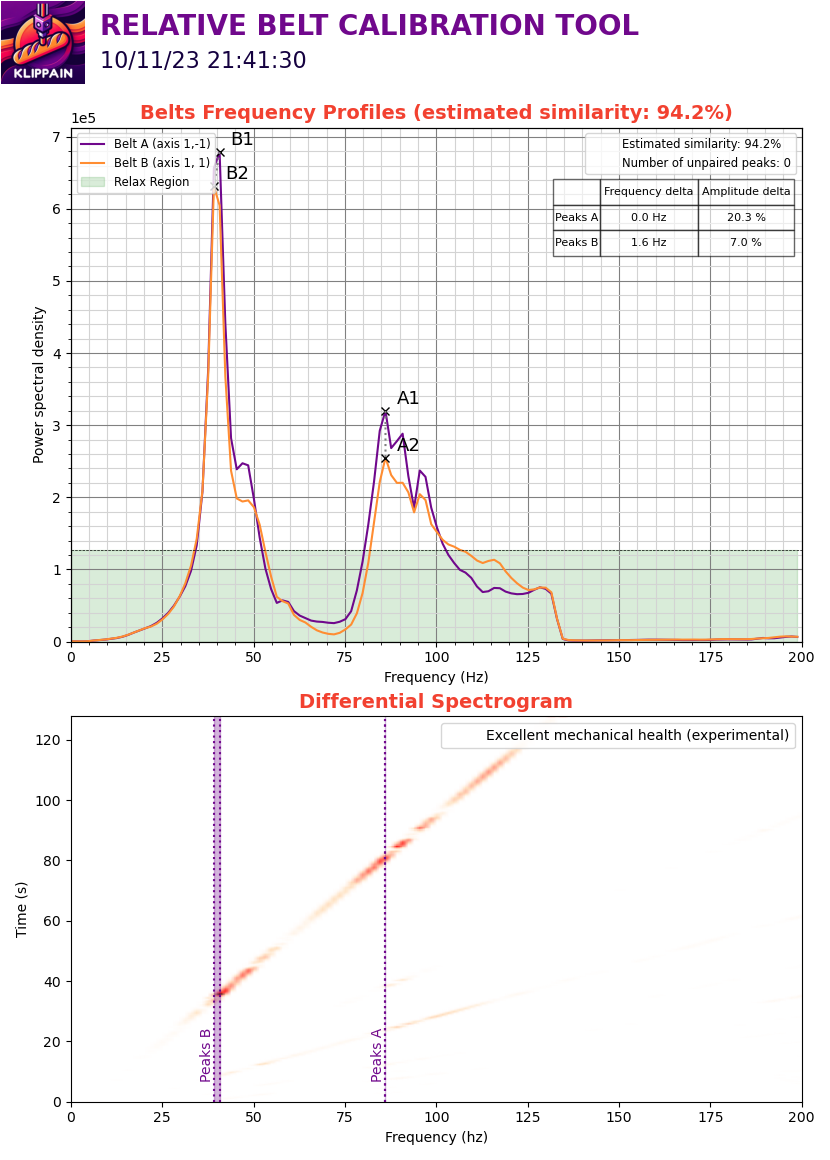 KLIPPAIN
RELATIVE BELT CALIBRATION TOOL
10/11/23 21:41:30
Belts Frequency Profiles (estimated similarity: 94.2%)
1e5
Belt A (axis 1,-1)
Belt B (axis 1, 1)
Relax Region
B1
B2
Estimated similarity: 94.2%
Number of unpaired peaks: 0
Frequency delta Amplitude delta
Peaks A 0.0 Hz 20.3 %
Peaks B 1.6 Hz 7.0 %
A1
A2
Power spectral density
7
6
5
4
3
2
1
0
0 25 50 75 100 125 150 175 200
Frequency (Hz)
Differential Spectrogram
Excellent mechanical health (experimental)
Time (s)
120
100
80
60
40
20
0
Peaks B
Peaks A
0 25 50 75 100 125 150 175 200
Frequency (hz)